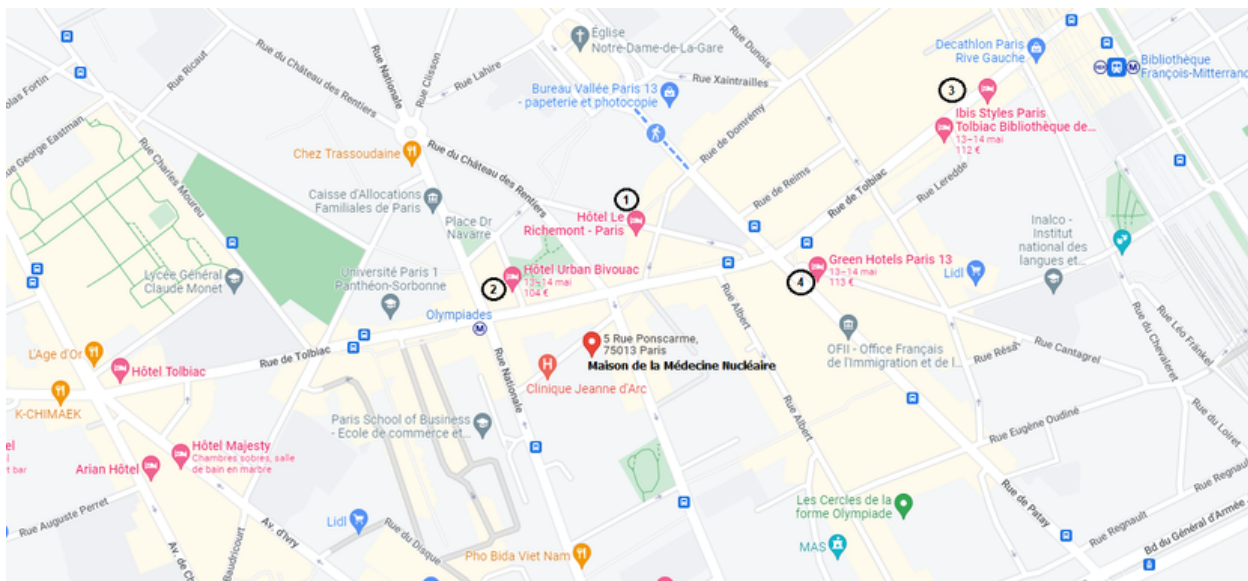 Église
Notre-Dame-de-La-Gare
Rue Dunois
Decathlon Paris
Rive Gauche
Bibliothèque
François-Mitterrand
Rue Ricaut
Rue du Château des Rentiers
Rue Nationale
Rue Clisson
Rue Lahire
Rue Xaintrailles
Bureau Vallée Paris 13
- papeterie et photocopie
3
Ibis Styles Paris
Tolbiac Bibliothèque de...
13–14 mai
112 €
Rue George Eastman
Rue Charles Moureu
Chez Trassoudaine
Rue du Château des Rentiers
Rue de Domrémy
Rue de Reims
Rue de Tolbiac
Rue Leredde
Caisse d'Allocations
Familiales de Paris
Place Dr
Navarre
1
Hôtel Le
Richemont - Paris
Inalco -
Institut
national des
langues et...
Lycée Général
Claude Monet
Université Paris 1
Panthéon-Sorbonne
2
Hôtel Urban Bivouac
13–14 mai
104 €
4
Green Hotels Paris 13
13–14 mai
113 €
Lidl
Olympiades
M
Rue de Tolbiac
Rue Nationale
5 Rue Ponscarme,
75013 Paris
Maison de la Médecine Nucléaire
Clinique Jeanne d'Arc
Rue Albert
OFII - Office Français
de l'Immigration et de l...
Rue Résal
Rue Cantagrel
Rue du Chevaleret
Rue Léo Fränkel
L'Age d'Or
Hôtel Tolbiac
K-CHIMAEK
Paris School of Business
- Ecole de commerce et...
Rue Albert
Rue Eugène Oudiné
Rue du Loiret
Hôtel Majesty
Chambres sobres, salle
de bain en marbre
Arian Hôtel
Rue Auguste Perret
Lidl
Av. d'Ivry
Rue du Disque
Baudricourt
Pho Bida Viet Nam
Les Cercles de la
forme Olympiade
MAS
Rue de Patay
Rue Regnault
Rue Regnault
Bd du Général d'Armée